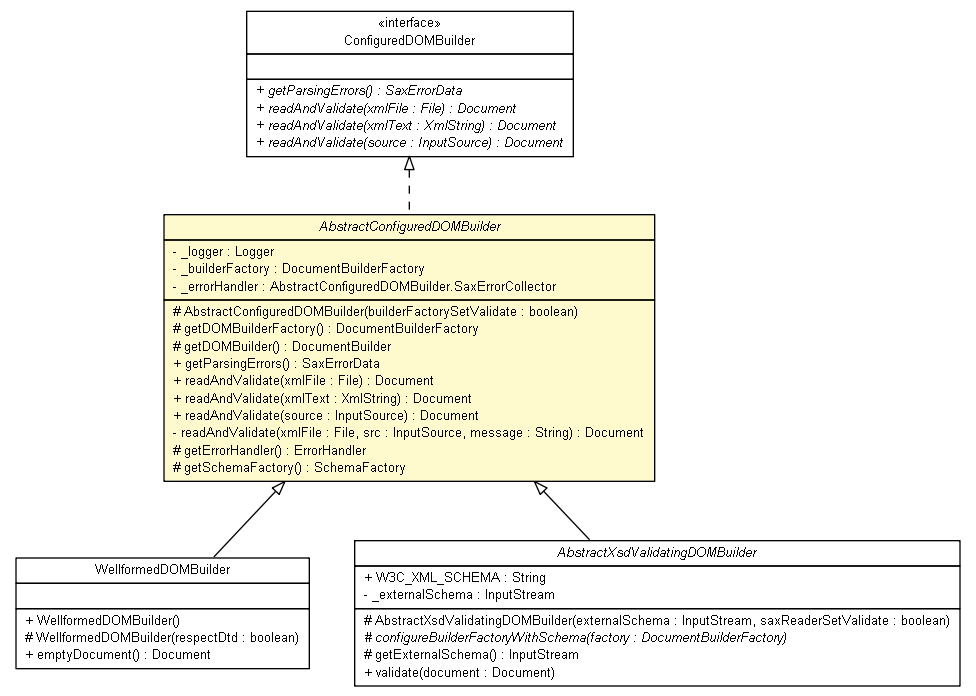 «interface»
ConfiguredDOMBuilder
+ getParsingErrors() : SaxErrorData
+ readAndValidate(xmlFile : File) : Document
+ readAndValidate(xmlText : XmlString) : Document
+ readAndValidate(source : InputSource) : Document
AbstractConfiguredDOMBuilder
- _logger : Logger
- _builderFactory : DocumentBuilderFactory
- _errorHandler : AbstractConfiguredDOMBuilder.SaxErrorCollector
# AbstractConfiguredDOMBuilder(builderFactorySetValidate : boolean)
# getDOMBuilderFactory() : DocumentBuilderFactory
# getDOMBuilder() : DocumentBuilder
+ getParsingErrors() : SaxErrorData
+ readAndValidate(xmlFile : File) : Document
+ readAndValidate(xmlText : XmlString) : Document
+ readAndValidate(source : InputSource) : Document
- readAndValidate(xmlFile : File, src : InputSource, message : String) : Document
# getErrorHandler() : ErrorHandler
# getSchemaFactory() : SchemaFactory
WellformedDOMBuilder
+ WellformedDOMBuilder()
# WellformedDOMBuilder(respectDtd : boolean)
+ emptyDocument() : Document
AbstractXsdValidatingDOMBuilder
+ W3C_XML_SCHEMA : String
- _externalSchema : InputStream
# AbstractXsdValidatingDOMBuilder(externalSchema : InputStream, saxReaderSetValidate : boolean)
# configureBuilderFactoryWithSchema(factory : DocumentBuilderFactory)
# getExternalSchema() : InputStream
+ validate(document : Document)